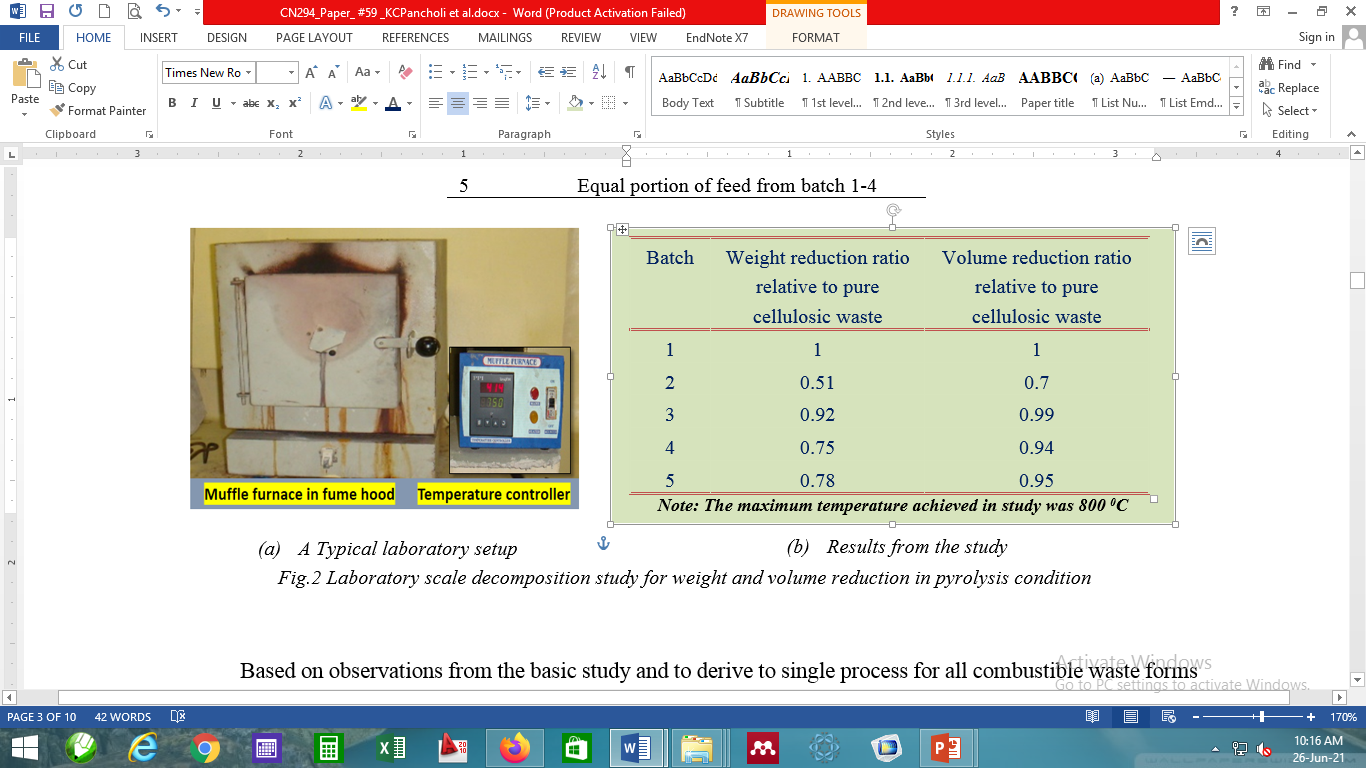 CN294_Paper_ #59 _KCPancholi et al.docx - Word (Product Activation Failed)
DRAWING TOOLS
FILE HOME INSERT DESIGN PAGE LAYOUT REFERENCES MAILINGS REVIEW VIEW EndNote X7 FORMAT Sign in
Paste
Cut
Copy
Format Painter
Clipboard
Times New Ro
Font
Paragraph
AaBbCcDd AaBbCcI 1. AABBC 1.1. AaBb 1.1.1. AaB AABBC (a) AaBbC — AaBbC
Body Text ¶ Subtitle ¶ 1st level... ¶ 2nd leve... ¶ 3rd level... Paper title ¶ List Nu... ¶ List Emd...
Styles
Find
Replace
Select
Editing
3 2 1 1 2 3 4
5 Equal portion of feed from batch 1-4
MUFFLE FURNACE
350
Muffle furnace in fume hood Temperature controller
Batch Weight reduction ratio relative to pure cellulosic waste Volume reduction ratio relative to pure cellulosic waste
1 1 1
2 0.51 0.7
3 0.92 0.99
4 0.75 0.94
5 0.78 0.95
Note: The maximum temperature achieved in study was 800 ⁰C
(a) A Typical laboratory setup
(b) Results from the study
Fig.2 Laboratory scale decomposition study for weight and volume reduction in pyrolysis condition
Based on observations from the basic study and to derive to single process for all combustible waste forms
Activate Windows
Go to PC settings to activate Windows.
PAGE 3 OF 10 42 WORDS 170%
10:16 AM
26-Jun-21